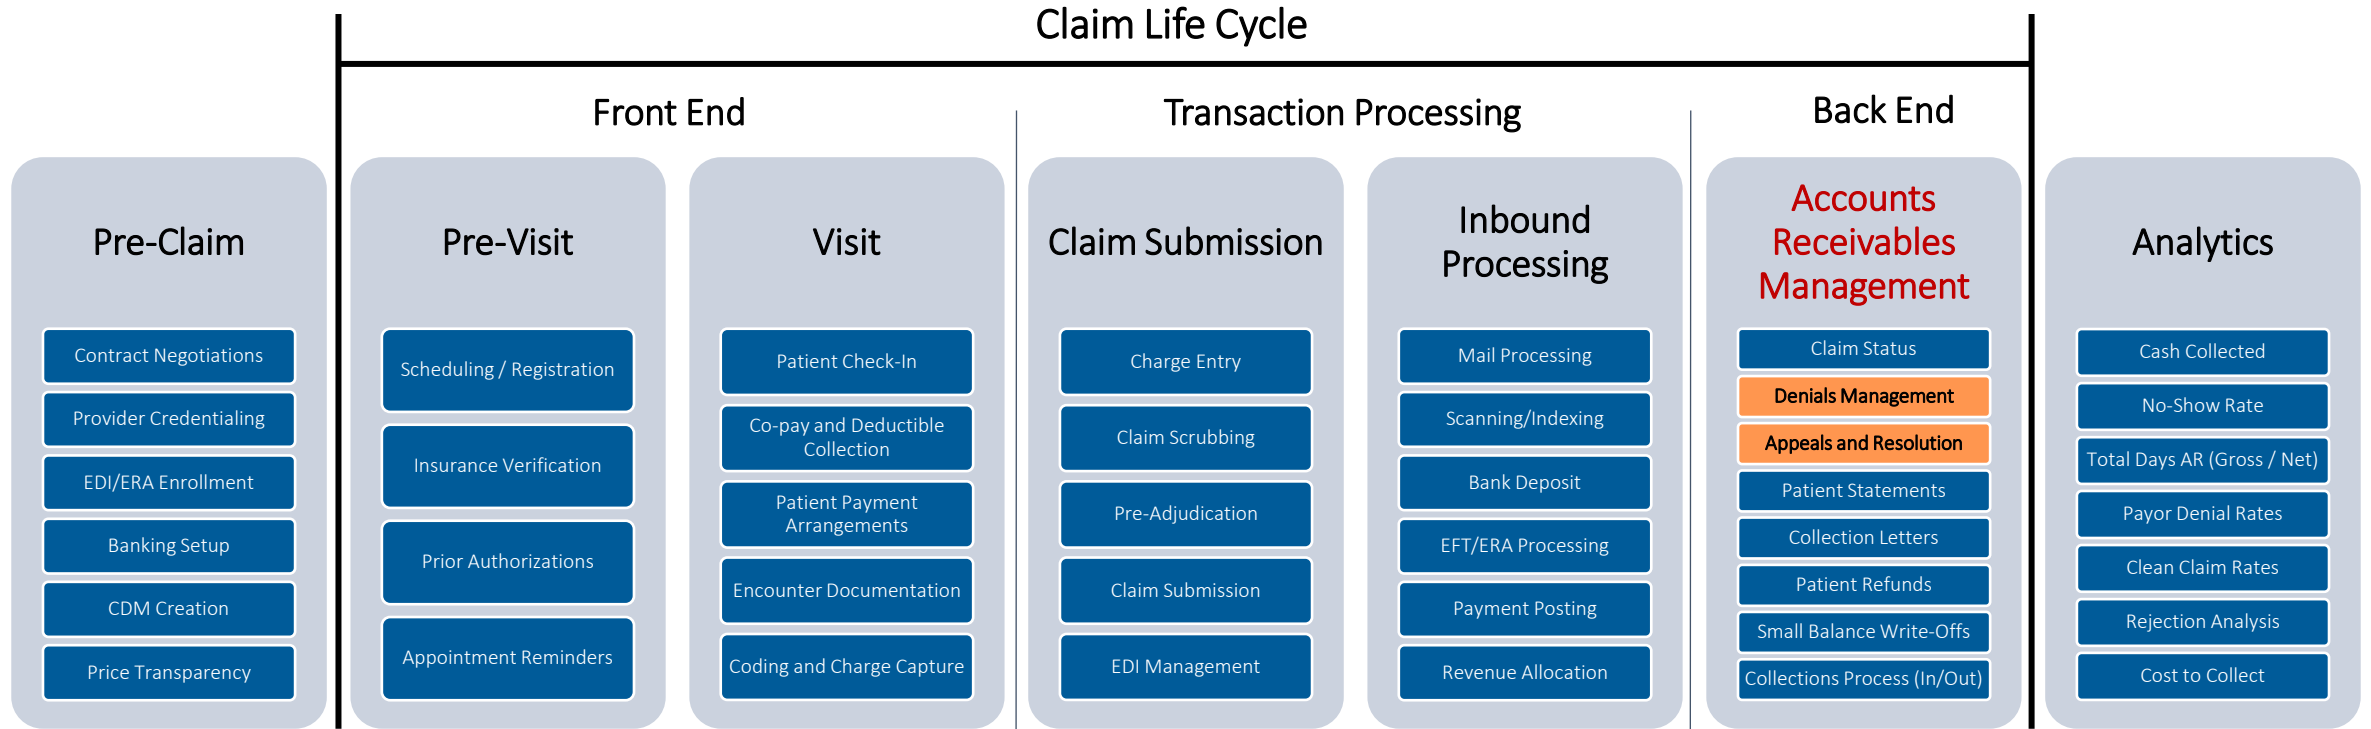 Claim Life Cycle
Front End
Transaction Processing
Back End
Pre-Claim
Contract Negotiations
Provider Credentialing
EDI/ERA Enrollment
Banking Setup
CDM Creation
Price Transparency
Pre-Visit
Scheduling / Registration
Insurance Verification
Prior Authorizations
Appointment Reminders
Visit
Patient Check-In
Co-pay and Deductible
Collection
Patient Payment
Arrangements
Encounter Documentation
Coding and Charge Capture
Claim Submission
Charge Entry
Claim Scrubbing
Pre-Adjudication
Claim Submission
EDI Management
Inbound
Processing
Mail Processing
Scanning/Indexing
Bank Deposit
EFT/ERA Processing
Payment Posting
Revenue Allocation
Accounts
Receivables
Management
Claim Status
Denials Management
Appeals and Resolution
Patient Statements
Collection Letters
Patient Refunds
Small Balance Write-Offs
Collections Process (In/Out)
Analytics
Cash Collected
No-Show Rate
Total Days AR (Gross / Net)
Payor Denial Rates
Clean Claim Rates
Rejection Analysis
Cost to Collect